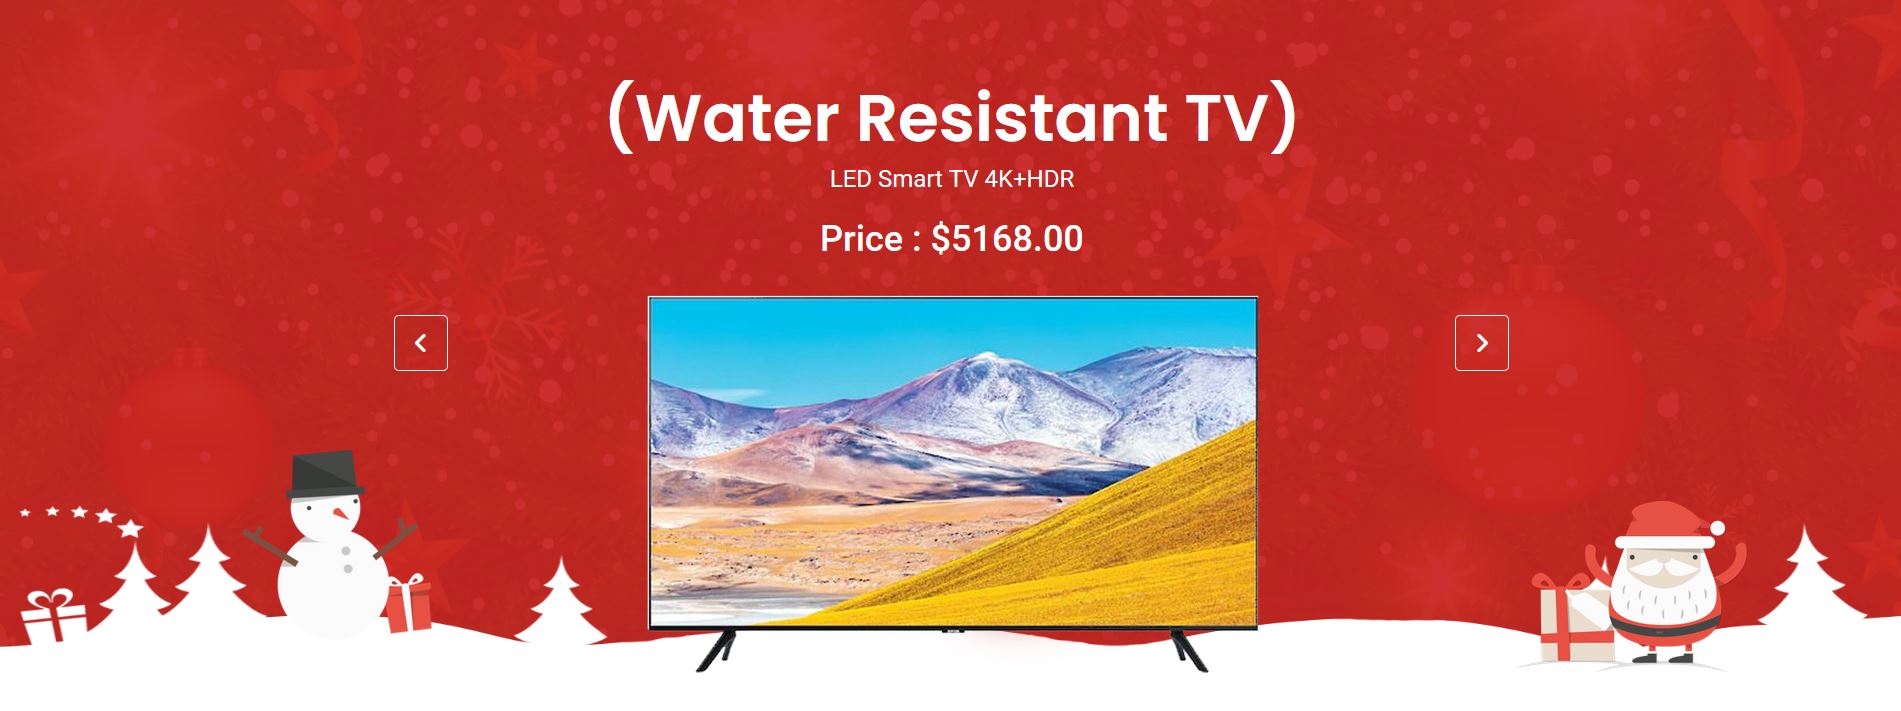 (Water Resistant TV)
LED Smart TV 4K+HDR
Price : $5168.00